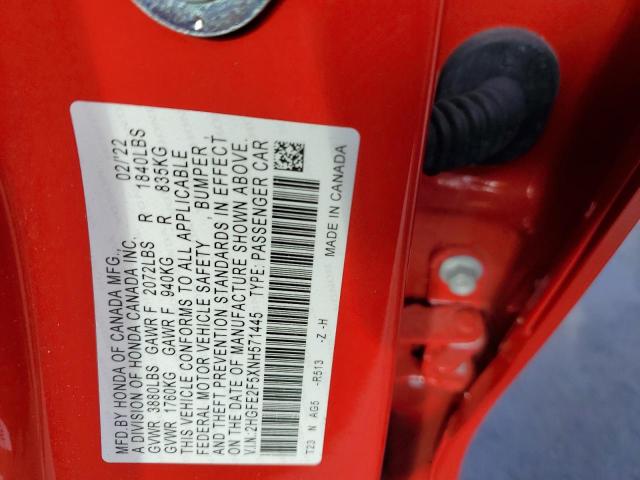 MFD.BY HONDA OF CANADA MFG., 02/'22
A DIVISION OF HONDA CANADA INC.
GVWR 3880LBS GAWR F 2072LBS R 1840LBS
GVWR 1760KG GAWR F 940KG R 835KG
THIS VEHICLE CONFORMS TO ALL APPLICABLE
FEDERAL MOTOR VEHICLE SAFETY , BUMPER ,
AND THEFT PREVENTION STANDARDS IN EFFECT
ON THE DATE OF MANUFACTURE SHOWN ABOVE.
V.I.N. 2HGFE2F5XNH571445 TYPE: PASSENGER CAR
T23 N AG5 -R513 -Z -H
MADE IN CANADA